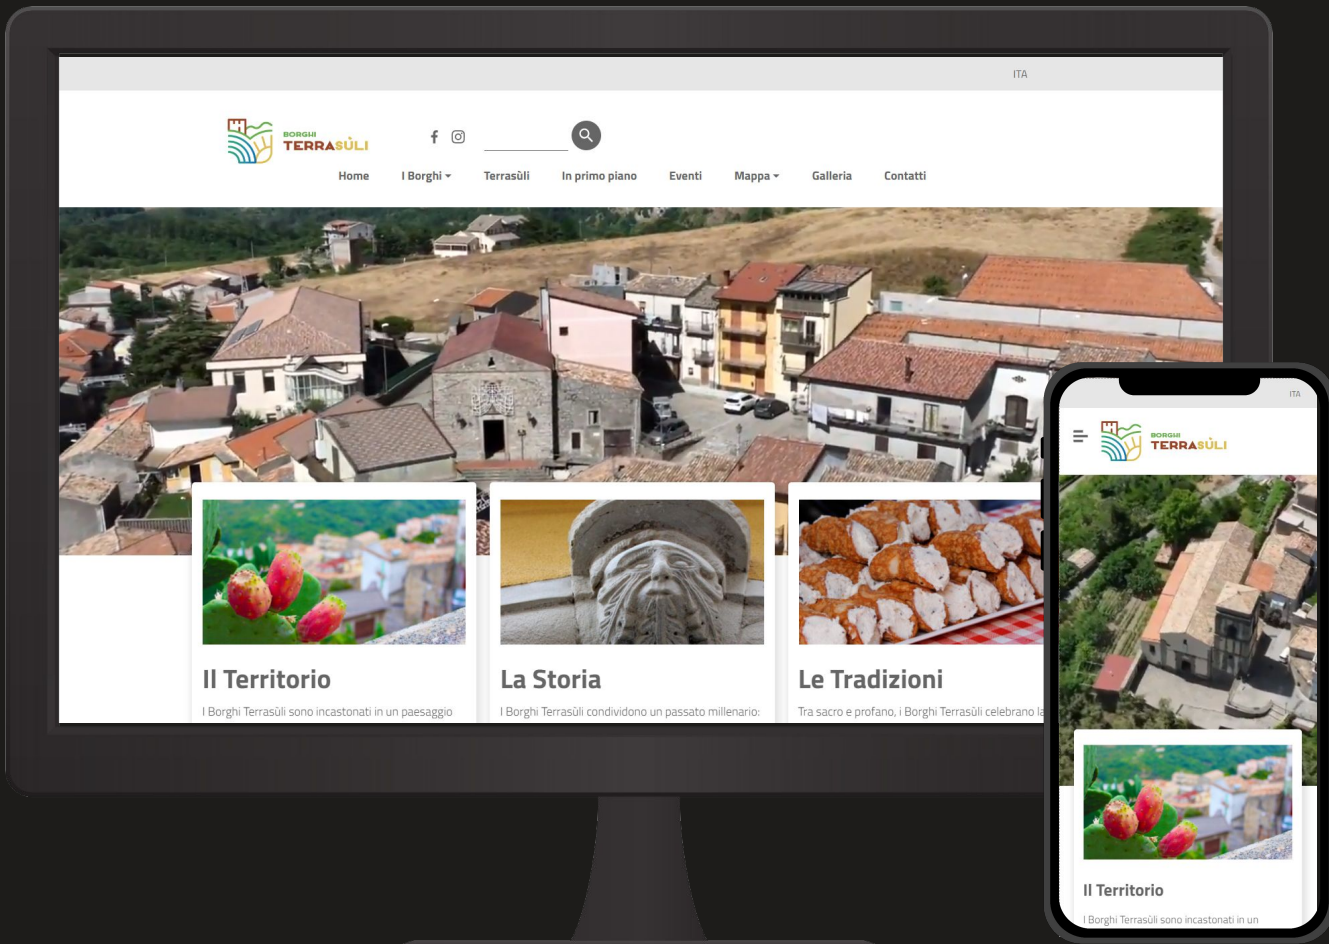 ITA
BORGHI
TERRASÙLI
Home I Borghi Terrasùli In primo piano Eventi Mappa Galleria Contatti
Il Territorio
I Borghi Terrasùli sono incastonati in un paesaggio
La Storia
I Borghi Terrasùli condividono un passato millenario:
Le Tradizioni
Tra sacro e profano, i Borghi Terrasùli celebrano la
ITA
BORGHI
TERRASÙLI
Il Territorio
I Borghi Terrasùli sono incastonati in un